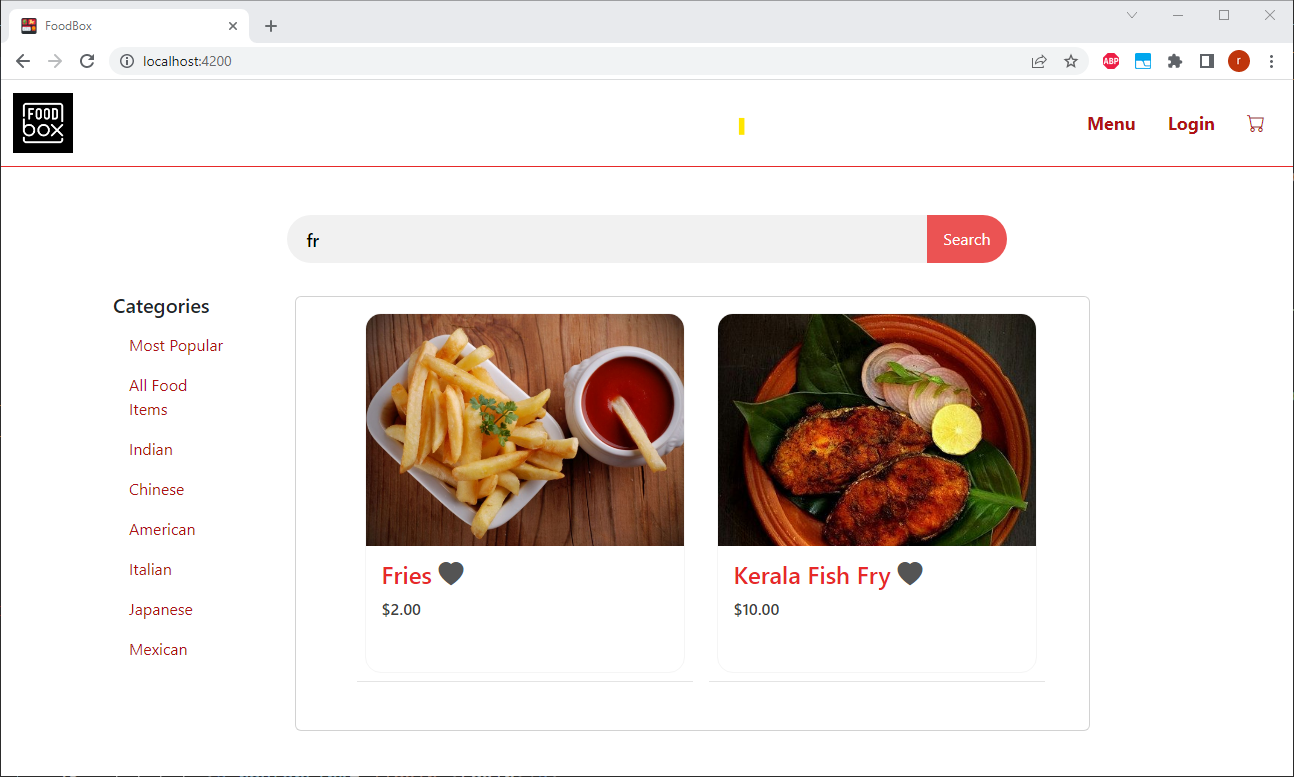 FoodBox
localhost:4200
ABP
r
FOOD
box
Menu
Login
fr
Search
Categories
Most Popular
All Food
Items
Indian
Chinese
American
Italian
Japanese
Mexican
Fries
$2.00
Kerala Fish Fry
$10.00